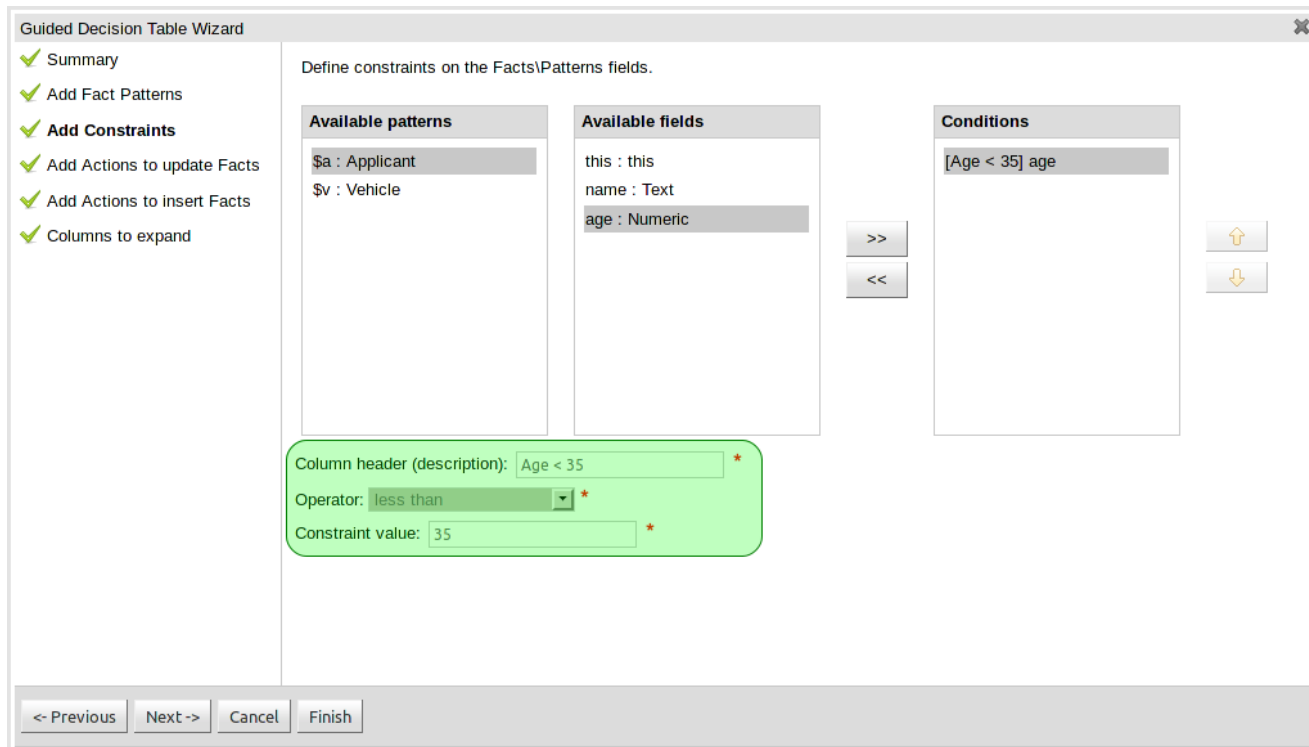 Guided Decision Table Wizard
Summary
Add Fact Patterns
Add Constraints
Add Actions to update Facts
Add Actions to insert Facts
Columns to expand
Define constraints on the Facts\Patterns fields.
Available patterns
$a : Applicant
$v : Vehicle
Available fields
this : this
name : Text
age : Numeric
>>
<<
Conditions
[Age < 35] age
Column header (description): Age < 35 *
Operator: less than *
Constraint value: 35 *
<- Previous Next -> Cancel Finish